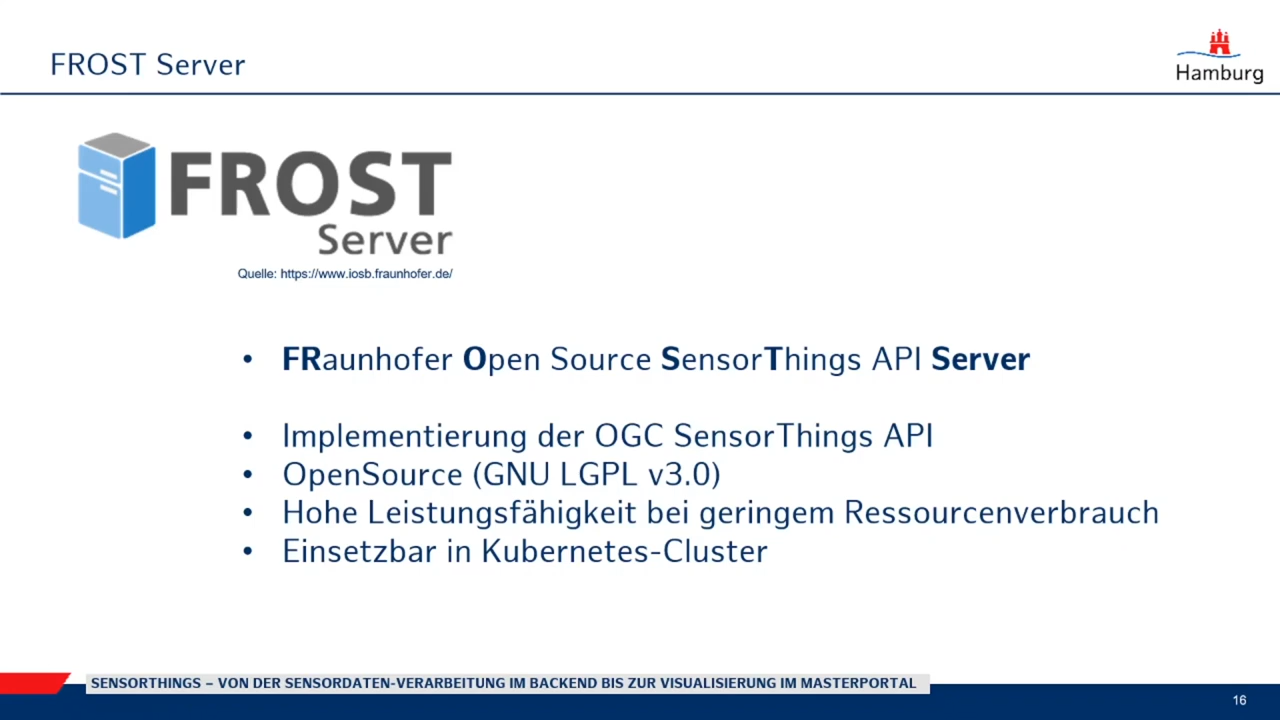 FROST Server
Hamburg
FROST
Server
Quelle: https://www.iosb.fraunhofer.de/
• FRaunhofer Open Source SensorThings API Server
• Implementierung der OGC SensorThings API
• OpenSource (GNU LGPL v3.0)
• Hohe Leistungsfähigkeit bei geringem Ressourcenverbrauch
• Einsetzbar in Kubernetes-Cluster
SENSORTHINGS – VON DER SENSORDATEN-VERARBEITUNG IM BACKEND BIS ZUR VISUALISIERUNG IM MASTERPORTAL
16